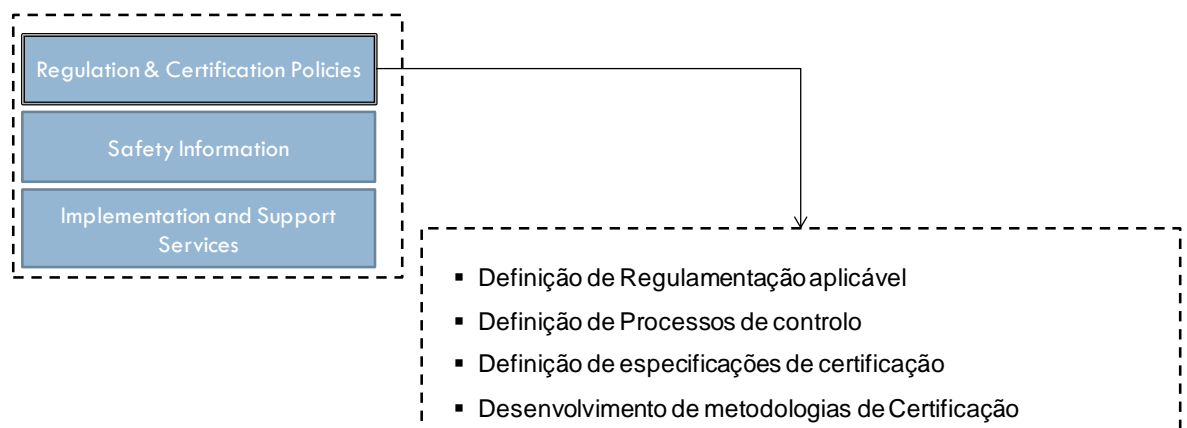 Regulation & Certification Policies
Safety Information
Implementation and Support
Services
▪ Definição de Regulamentação aplicável
▪ Definição de Processos de controlo
▪ Definição de especificações de certificação
▪ Desenvolvimento de metodologias de Certificação